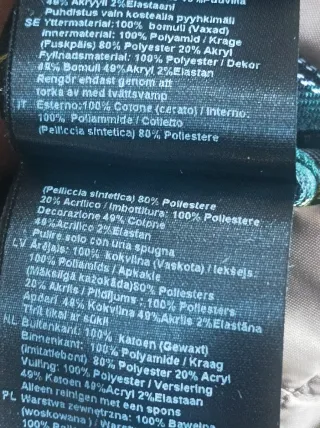 48% Akryyli 2%Elastaani
Puhdistus vain kostealla pyyhkimäll
SE Yttermaterial: 100% bomull (Vaxad)
Innermaterial: 100% Polyamid / Krage
(Puskpäls) 80% Polyester 20% Akryl
Fyllnadsmaterial: 100% Polyester / Dekor
49% Bomull 49%Akryl 2%Elastan
Rengör endast genom att
torka av med tvättsvamp
IT Esterno:100% Cotone (cerato) / Interno:
100% Poliammide / Colletto
(Pelliccia sintetica) 80% Poliestere
(Pelliccia sintetica) 80% Poliestere
20% Acrilico / Imbottitura: 100% Poliestere
Decorazione 49% Cotone
49%Acrilico 2%Elastan
Pulire solo con una spugna
LV Ārējais: 100% kokvilna (Vaskota) / Iekšējs:
100% Poliamīds / Apkakle
(Mākslīgā kažokāda)80% Poliesters
20% Akrils / Pildījums : 100% Poliesters
Apdari 49% Kokvilna 49%Akrils 2%Elastāna
Tīrīt tikai ar sūkli
NL Buitenkant: 100% katoen (Gewaxt)
Binnenkant: 100% Polyamide / Kraag
(imitatiebont) 80% Polyester 20% Acryl
Vulling: 100% Polyester / Versiering
49% Katoen 49%Acryl 2%Elastaan
Alleen reinigen met een spons
PL Warstwa zewnętrzna: 100% Bawełna
(woskowana) / Warstwa